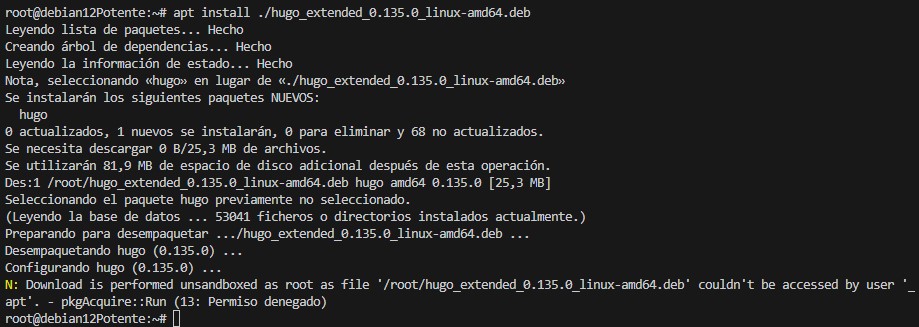 root@debian12Potente:~# apt install ./hugo_extended_0.135.0_linux-amd64.deb
Leyendo lista de paquetes... Hecho
Creando árbol de dependencias... Hecho
Leyendo la información de estado... Hecho
Nota, seleccionando «hugo» en lugar de «./hugo_extended_0.135.0_linux-amd64.deb»
Se instalarán los siguientes paquetes NUEVOS:
  hugo
0 actualizados, 1 nuevos se instalarán, 0 para eliminar y 68 no actualizados.
Se necesita descargar 0 B/25,3 MB de archivos.
Se utilizarán 81,9 MB de espacio de disco adicional después de esta operación.
Des:1 /root/hugo_extended_0.135.0_linux-amd64.deb hugo amd64 0.135.0 [25,3 MB]
Seleccionando el paquete hugo previamente no seleccionado.
(Leyendo la base de datos ... 53041 ficheros o directorios instalados actualmente.)
Preparando para desempaquetar .../hugo_extended_0.135.0_linux-amd64.deb ...
Desempaquetando hugo (0.135.0) ...
Configurando hugo (0.135.0) ...
N: Download is performed unsandboxed as root as file '/root/hugo_extended_0.135.0_linux-amd64.deb' couldn't be accessed by user '_
apt'. - pkgAcquire::Run (13: Permiso denegado)
root@debian12Potente:~#